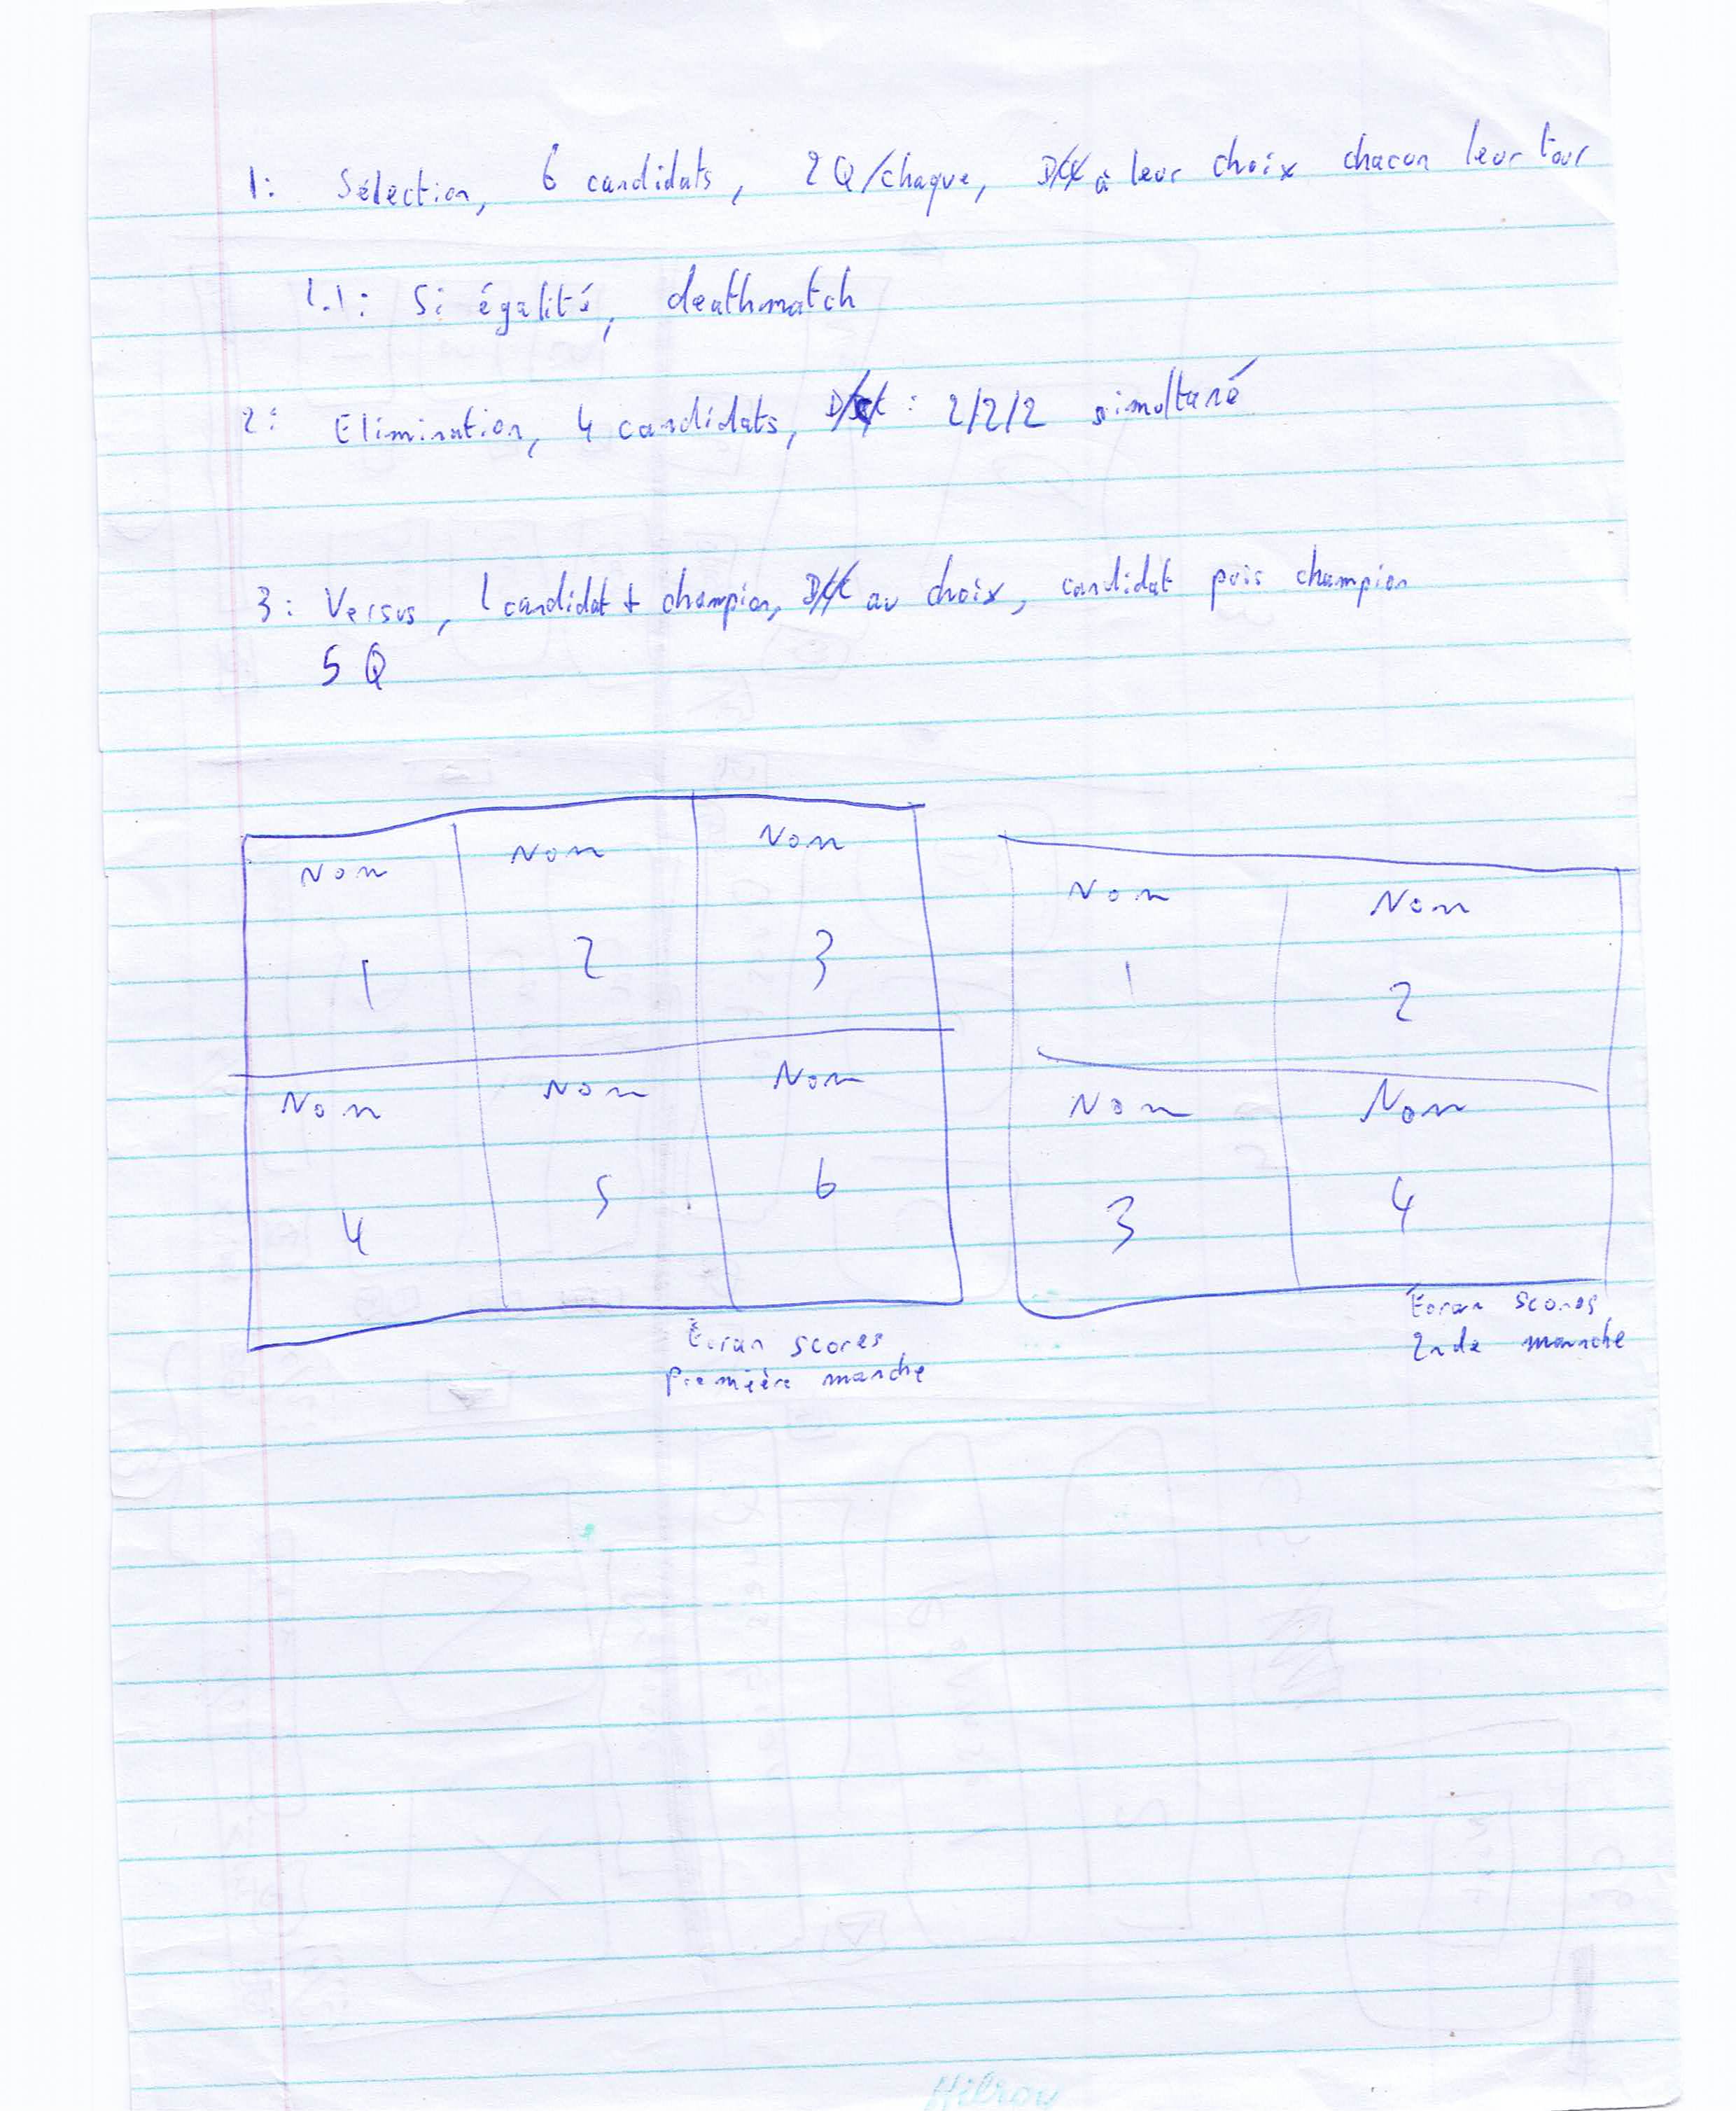 1: Sélection, 6 candidats, 2 Q/chaque, D/C/C à leur choix chacun leur tour
1.1: Si égalité, deathmatch
2: Elimination, 4 candidats, : 2/2/2 simultané
3: Versus, 1 candidat + champion, D/C/C au choix, candidat puis champion
5 Q
Nom Nom Nom
1 2 3
Nom Nom Nom
4 5 6
Écran scores
première manche
Nom Nom
1 2
Nom Nom
3 4
Écran scores
2nde manche
Hilroy